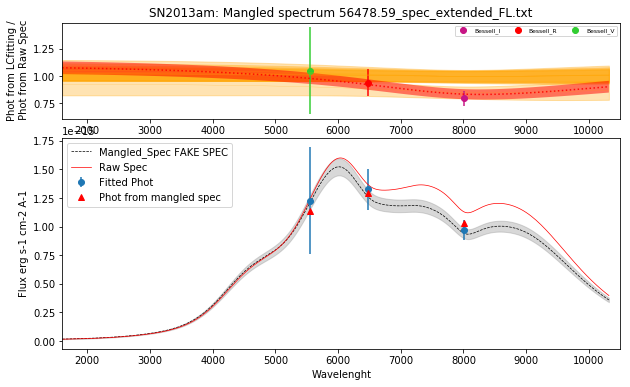 SN2013am: Mangled spectrum 56478.59_spec_extended_FL.txt
Phot from LCfitting /
Phot from Raw Spec
1.25
1.00
0.75
Bessell_I
Bessell_R
Bessell_V
2000 3000 4000 5000 6000 7000 8000 9000 10000
1e−15
Flux erg s-1 cm-2 A-1
1.75
1.50
1.25
1.00
0.75
0.50
0.25
0.00
Mangled_Spec FAKE SPEC
Raw Spec
Fitted Phot
Phot from mangled spec
2000 3000 4000 5000 6000 7000 8000 9000 10000
Wavelenght